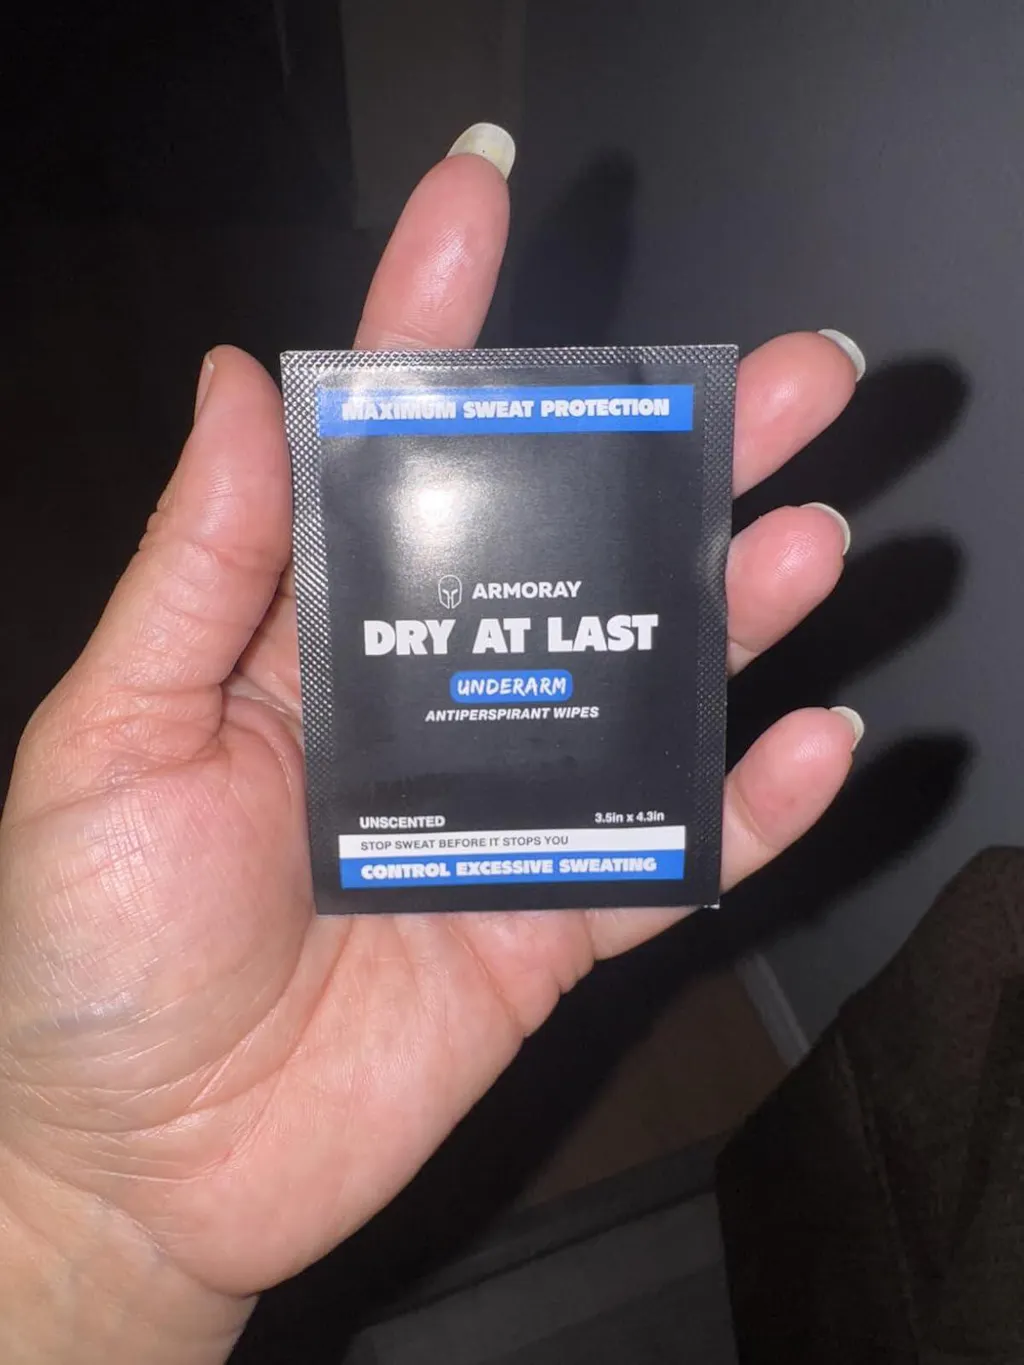 MAXIMUM SWEAT PROTECTION
ARMORAY
DRY AT LAST
UNDERARM
ANTIPERSPIRANT WIPES
UNSCENTED 3.5in x 4.3in
STOP SWEAT BEFORE IT STOPS YOU
CONTROL EXCESSIVE SWEATING